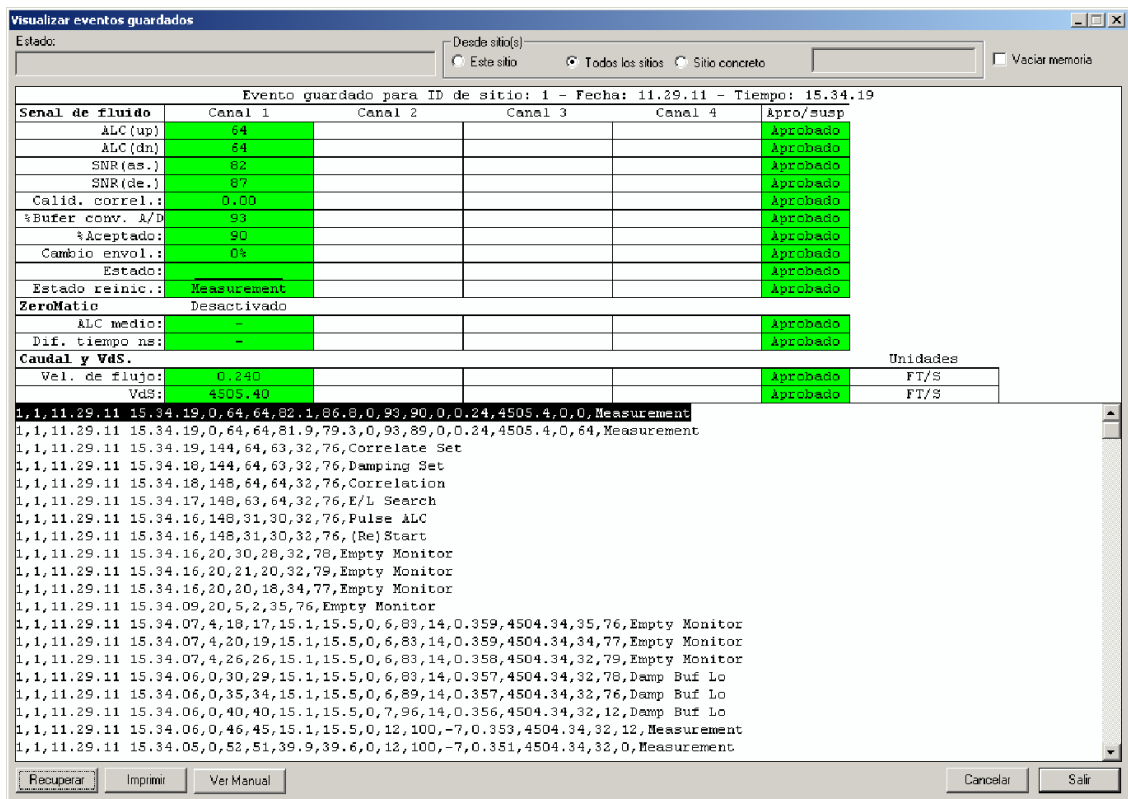 Visualizar eventos guardados
Estado:
Desde sitio(s)
Este sitio Todos los sitios Sitio concreto
Vaciar memoria
Evento guardado para ID de sitio: 1 - Fecha: 11.29.11 - Tiempo: 15.34.19
Senal de fluido Canal 1 Canal 2 Canal 3 Canal 4 Apro/susp
ALC(up) 64 Aprobado
ALC(dn) 64 Aprobado
SNR(as.) 82 Aprobado
SNR(de.) 87 Aprobado
Calid. correl.: 0.00 Aprobado
%Bufer conv. A/D 93 Aprobado
%Aceptado: 90 Aprobado
Cambio envol.: 0% Aprobado
Estado: Aprobado
Estado reinic.: Measurement Aprobado
ZeroMatic Desactivado
ALC medio: - Aprobado
Dif. tiempo ns: - Aprobado
Caudal y VdS. Unidades
Vel. de flujo: 0.240 Aprobado FT/S
VdS: 4505.40 Aprobado FT/S
1,1,11.29.11 15.34.19,0,64,64,82.1,86.8,0,93,90,0,0.24,4505.4,0,0,Measurement
1,1,11.29.11 15.34.19,0,64,64,81.9,79.3,0,93,89,0,0.24,4505.4,0,64,Measurement
1,1,11.29.11 15.34.19,144,64,63,32,76,Correlate Set
1,1,11.29.11 15.34.18,144,64,63,32,76,Damping Set
1,1,11.29.11 15.34.18,148,64,64,32,76,Correlation
1,1,11.29.11 15.34.17,148,63,64,32,76,E/L Search
1,1,11.29.11 15.34.16,148,31,30,32,76,Pulse ALC
1,1,11.29.11 15.34.16,148,31,30,32,76,(Re)Start
1,1,11.29.11 15.34.16,20,30,28,32,78,Empty Monitor
1,1,11.29.11 15.34.16,20,21,20,32,79,Empty Monitor
1,1,11.29.11 15.34.16,20,20,18,34,77,Empty Monitor
1,1,11.29.11 15.34.09,20,5,2,35,76,Empty Monitor
1,1,11.29.11 15.34.07,4,18,17,15.1,15.5,0,6,83,14,0.359,4504.34,35,76,Empty Monitor
1,1,11.29.11 15.34.07,4,20,19,15.1,15.5,0,6,83,14,0.359,4504.34,34,77,Empty Monitor
1,1,11.29.11 15.34.07,4,26,26,15.1,15.5,0,6,83,14,0.358,4504.34,32,79,Empty Monitor
1,1,11.29.11 15.34.06,0,30,29,15.1,15.5,0,6,83,14,0.357,4504.34,32,78,Damp Buf Lo
1,1,11.29.11 15.34.06,0,35,34,15.1,15.5,0,6,89,14,0.357,4504.34,32,76,Damp Buf Lo
1,1,11.29.11 15.34.06,0,40,40,15.1,15.5,0,7,96,14,0.356,4504.34,32,12,Damp Buf Lo
1,1,11.29.11 15.34.06,0,46,45,15.1,15.5,0,12,100,-7,0.353,4504.34,32,12,Measurement
1,1,11.29.11 15.34.05,0,52,51,39.9,39.6,0,12,100,-7,0.351,4504.34,32,0,Measurement
Recuperar Imprimir Ver Manual Cancelar Salir